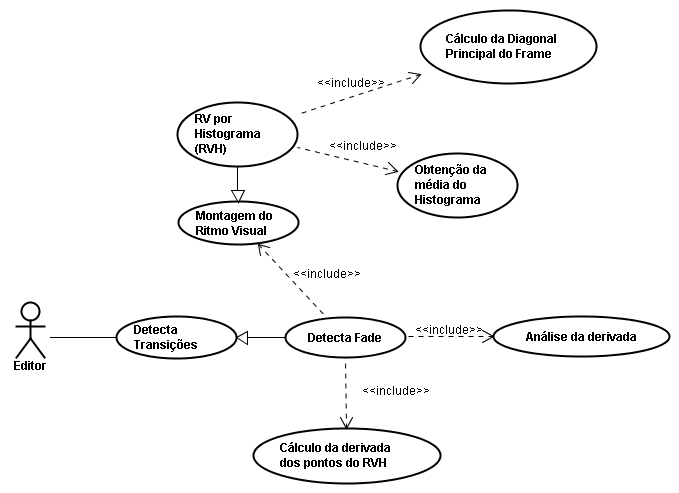 Cálculo da Diagonal
Principal do Frame
<<include>>
RV por
Histograma
(RVH)
<<include>>
Obtenção da
média do
Histograma
Montagem do
Ritmo Visual
<<include>>
Detecta
Transições
Detecta Fade
<<include>>
Análise da derivada
Editor
<<include>>
Cálculo da derivada
dos pontos do RVH